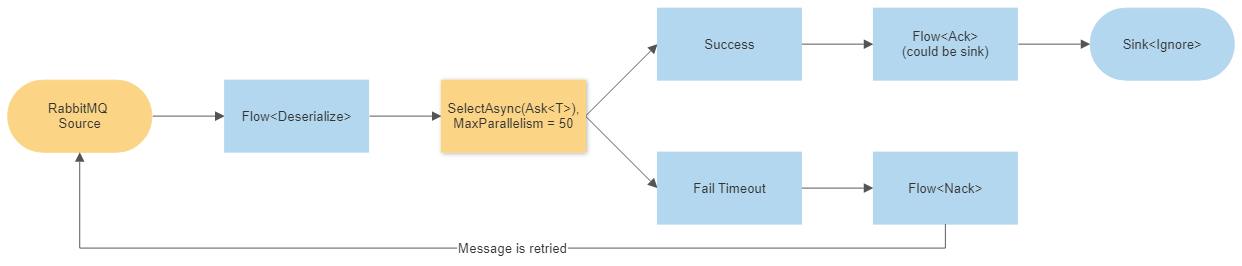 RabbitMQ
Source
Flow<Deserialize>
SelectAsync(Ask<T>),
MaxParallelism = 50
Success
Flow<Ack>
(could be sink)
Sink<Ignore>
Fail Timeout
Flow<Nack>
Message is retried